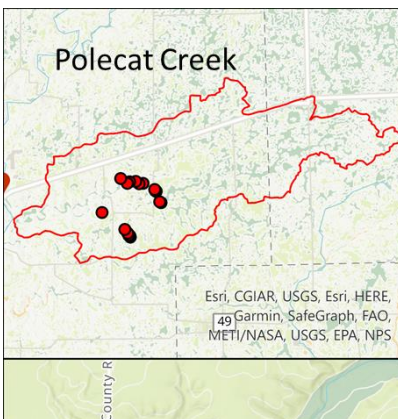 Polecat Creek
Esri, CGIAR, USGS, Esri, HERE,
Garmin, SafeGraph, FAO,
METI/NASA, USGS, EPA, NPS
49
County R